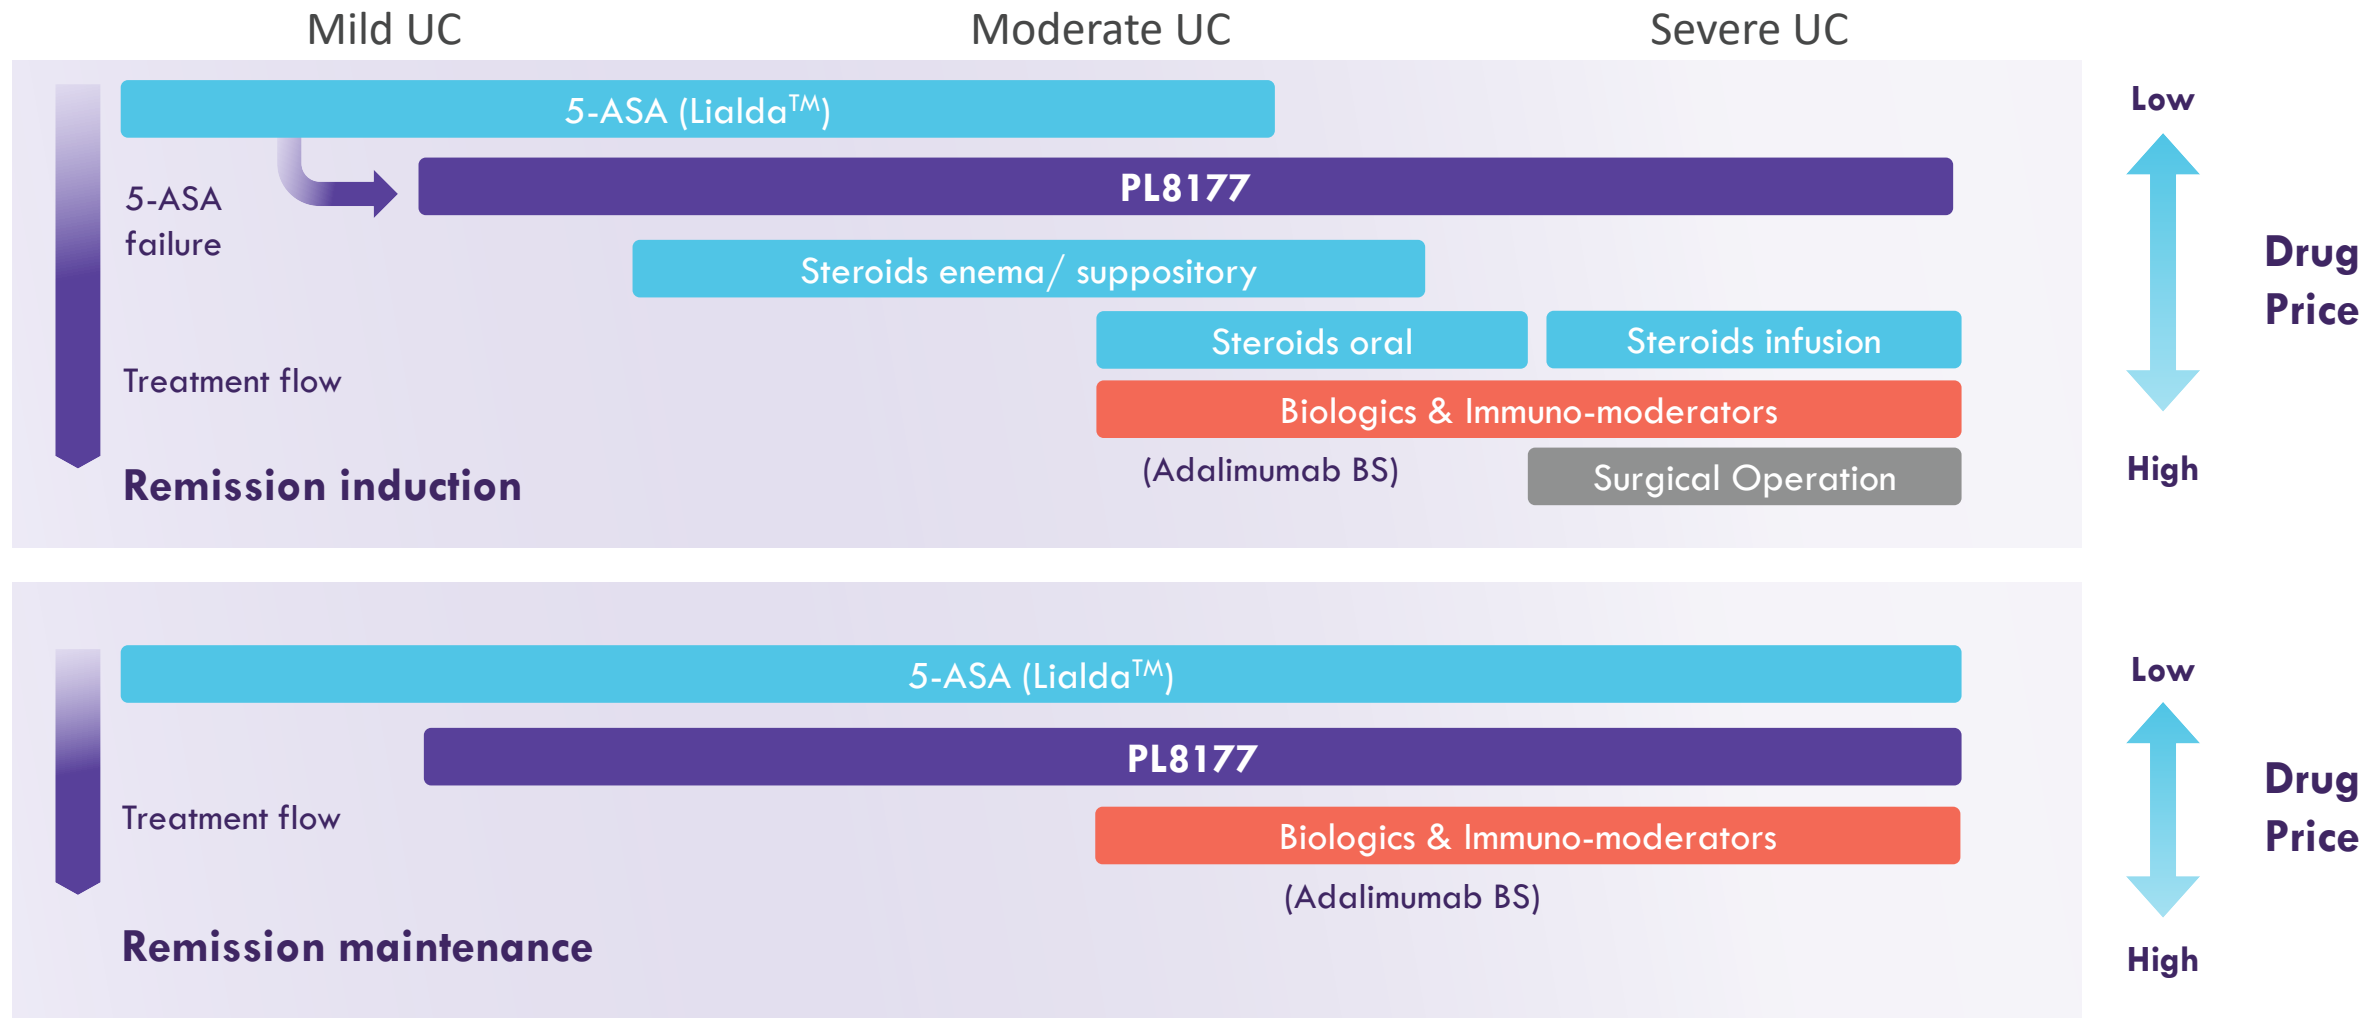 Mild UC
Moderate UC
Severe UC
5-ASA (Lialda™)
Low
PL8177
5-ASA
failure
Steroids enema/ suppository
Drug
Price
Steroids oral
Steroids infusion
Treatment flow
Biologics & Immuno-moderators
(Adalimumab BS)
High
Surgical Operation
Remission induction
5-ASA (Lialda™)
Low
PL8177
Drug
Price
Treatment flow
Biologics & Immuno-moderators
(Adalimumab BS)
Remission maintenance
High